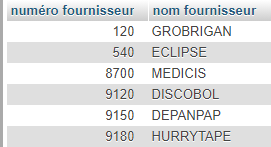 numéro fournisseur nom fournisseur
120 GROBRIGAN
540 ECLIPSE
8700 MEDICIS
9120 DISCOBOL
9150 DEPANPAP
9180 HURRYTAPE